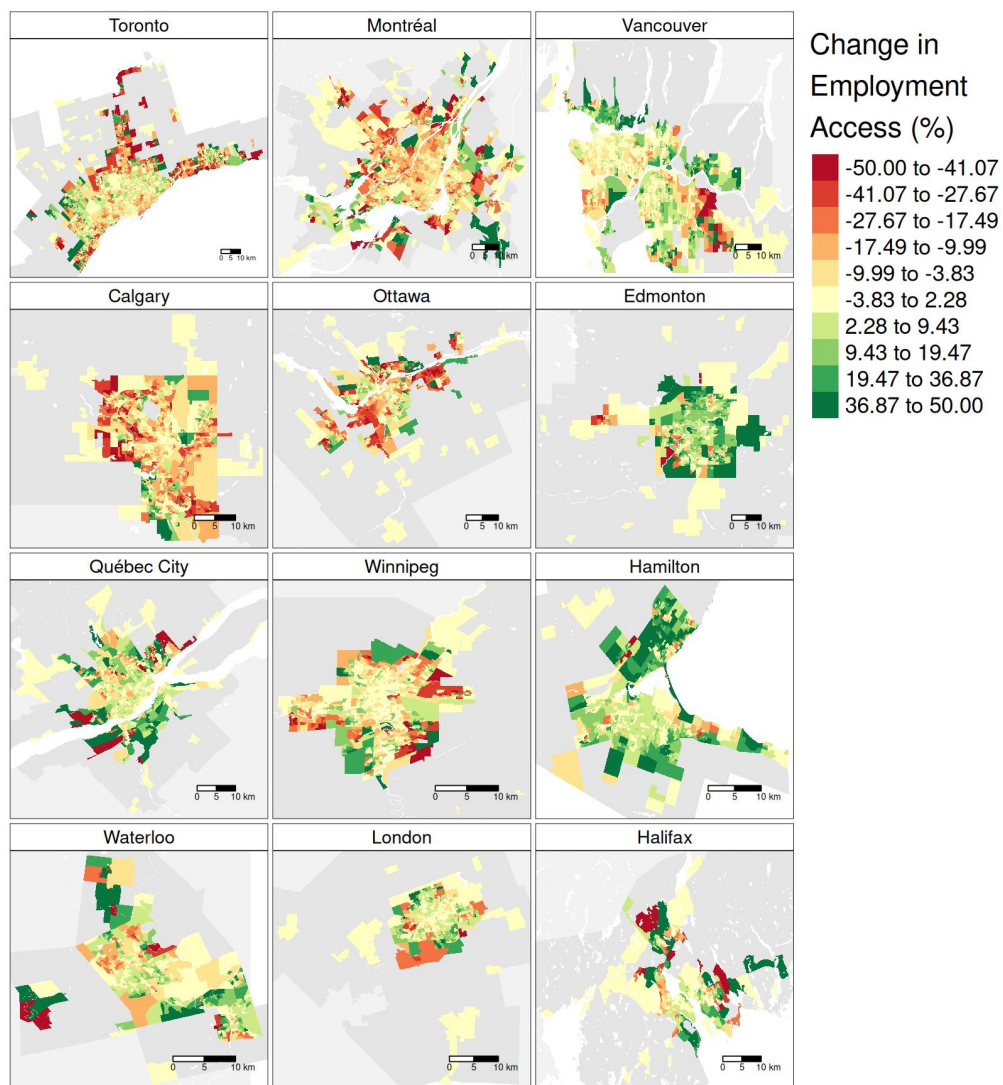 Toronto
Montréal
Vancouver
Change in
Employment
Access (%)
-50.00 to -41.07
-41.07 to -27.67
-27.67 to -17.49
-17.49 to -9.99
-9.99 to -3.83
-3.83 to 2.28
2.28 to 9.43
9.43 to 19.47
19.47 to 36.87
36.87 to 50.00
0 5 10 km
0 5 10 km
0 5 10 km
Calgary
Ottawa
Edmonton
0 5 10 km
0 5 10 km
0 5 10 km
Québec City
Winnipeg
Hamilton
0 5 10 km
0 5 10 km
0 5 10 km
Waterloo
London
Halifax
0 5 10 km
0 5 10 km
0 5 10 km